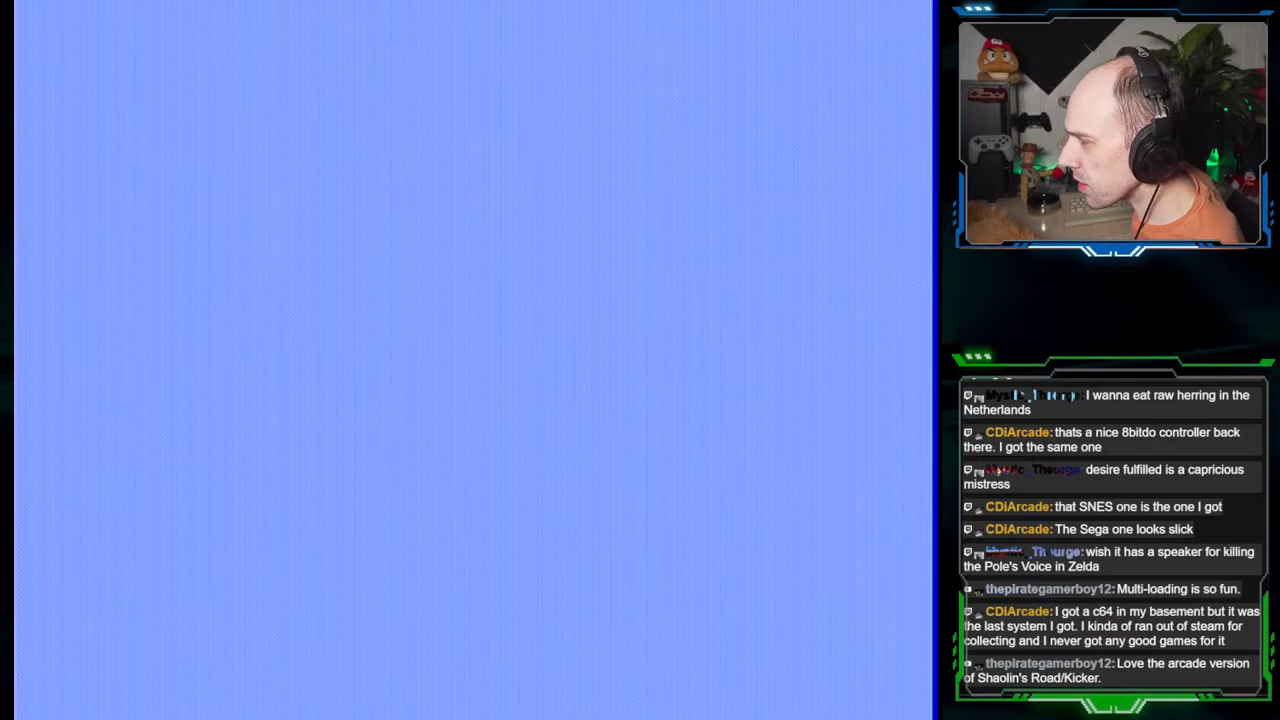 I wanna eat raw herring in the
Netherlands
CDiArcade: thats a nice 8bitdo controller back
there. I got the same one
desire fulfilled is a capricious
mistress
CDiArcade: that SNES one is the one I got
CDiArcade: The Sega one looks slick
wish it has a speaker for killing
the Pole's Voice in Zelda
thepirategamerboy12: Multi-loading is so fun.
CDiArcade: I got a c64 in my basement but it was
the last system I got. I kinda of ran out of steam for
collecting and I never got any good games for it
thepirategamerboy12: Love the arcade version
of Shaolin's Road/Kicker.